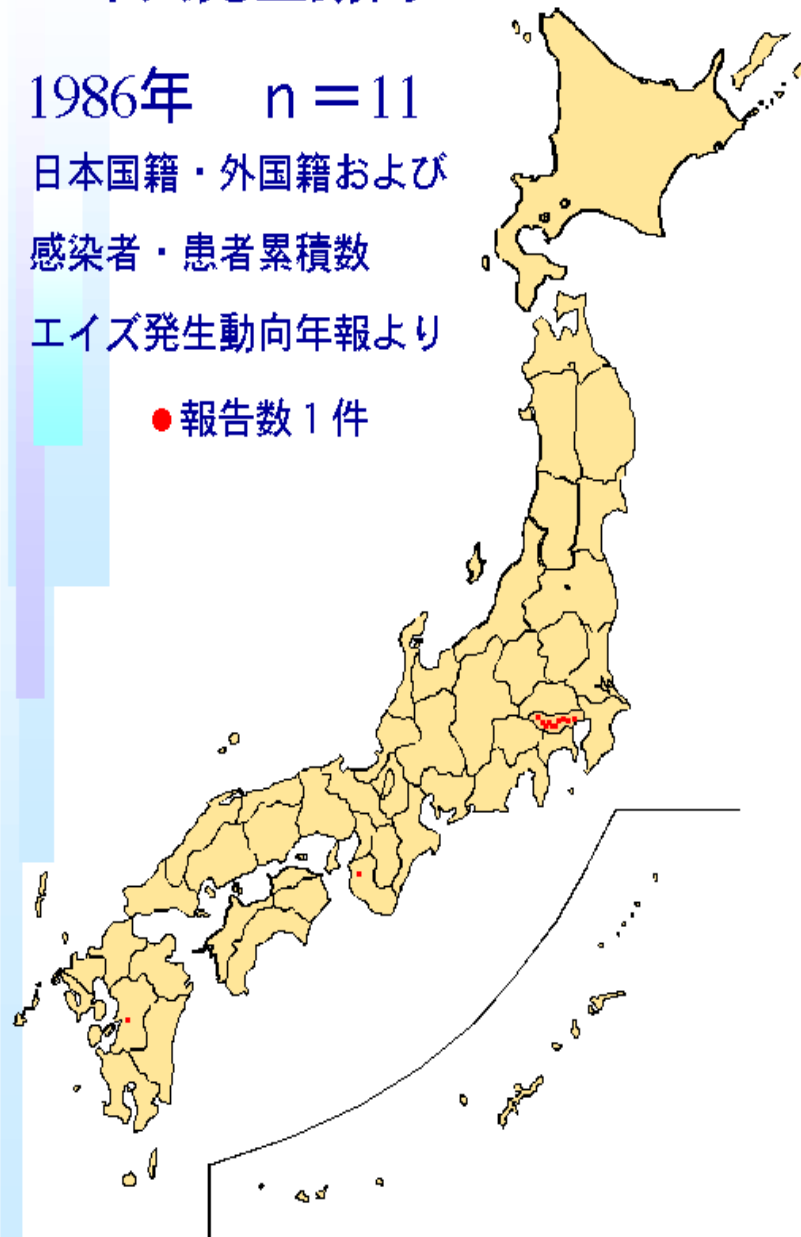 1986年 n=11
日本国籍・外国籍および
感染者・患者累積数
エイズ発生動向年報より
●報告数1件